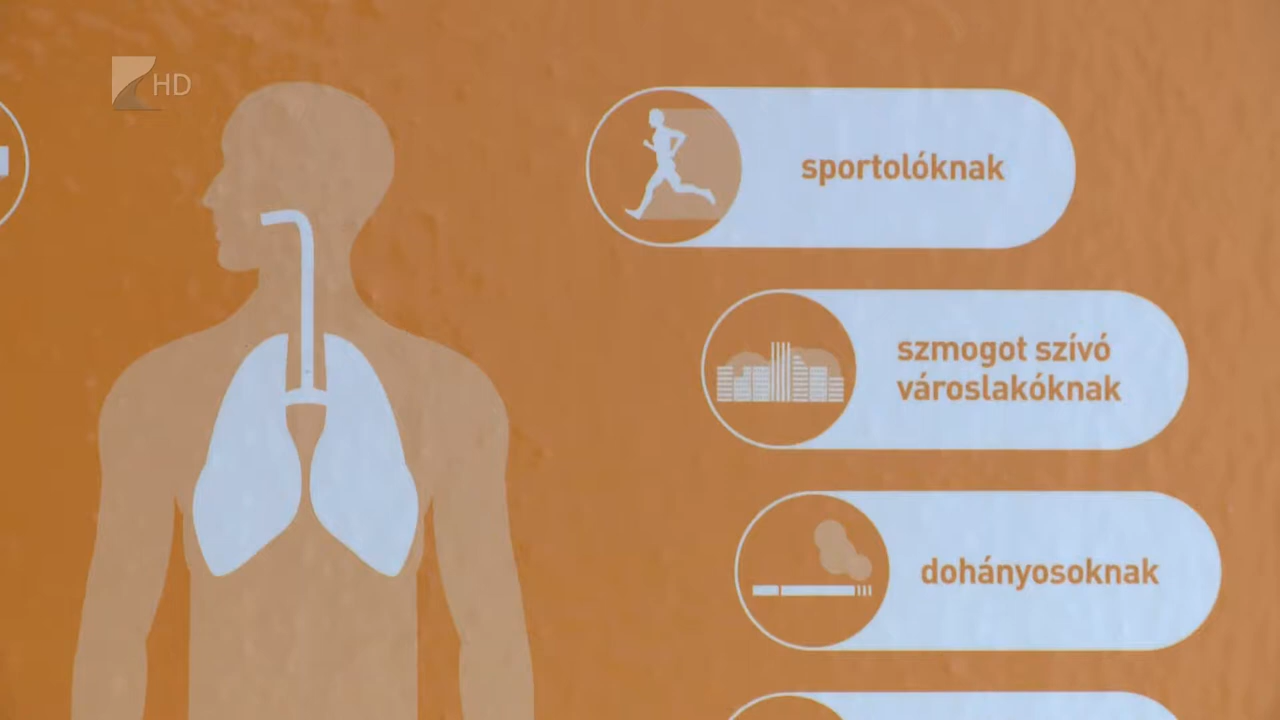 HD
sportolóknak
szmogot szívó
városlakóknak
dohányosoknak